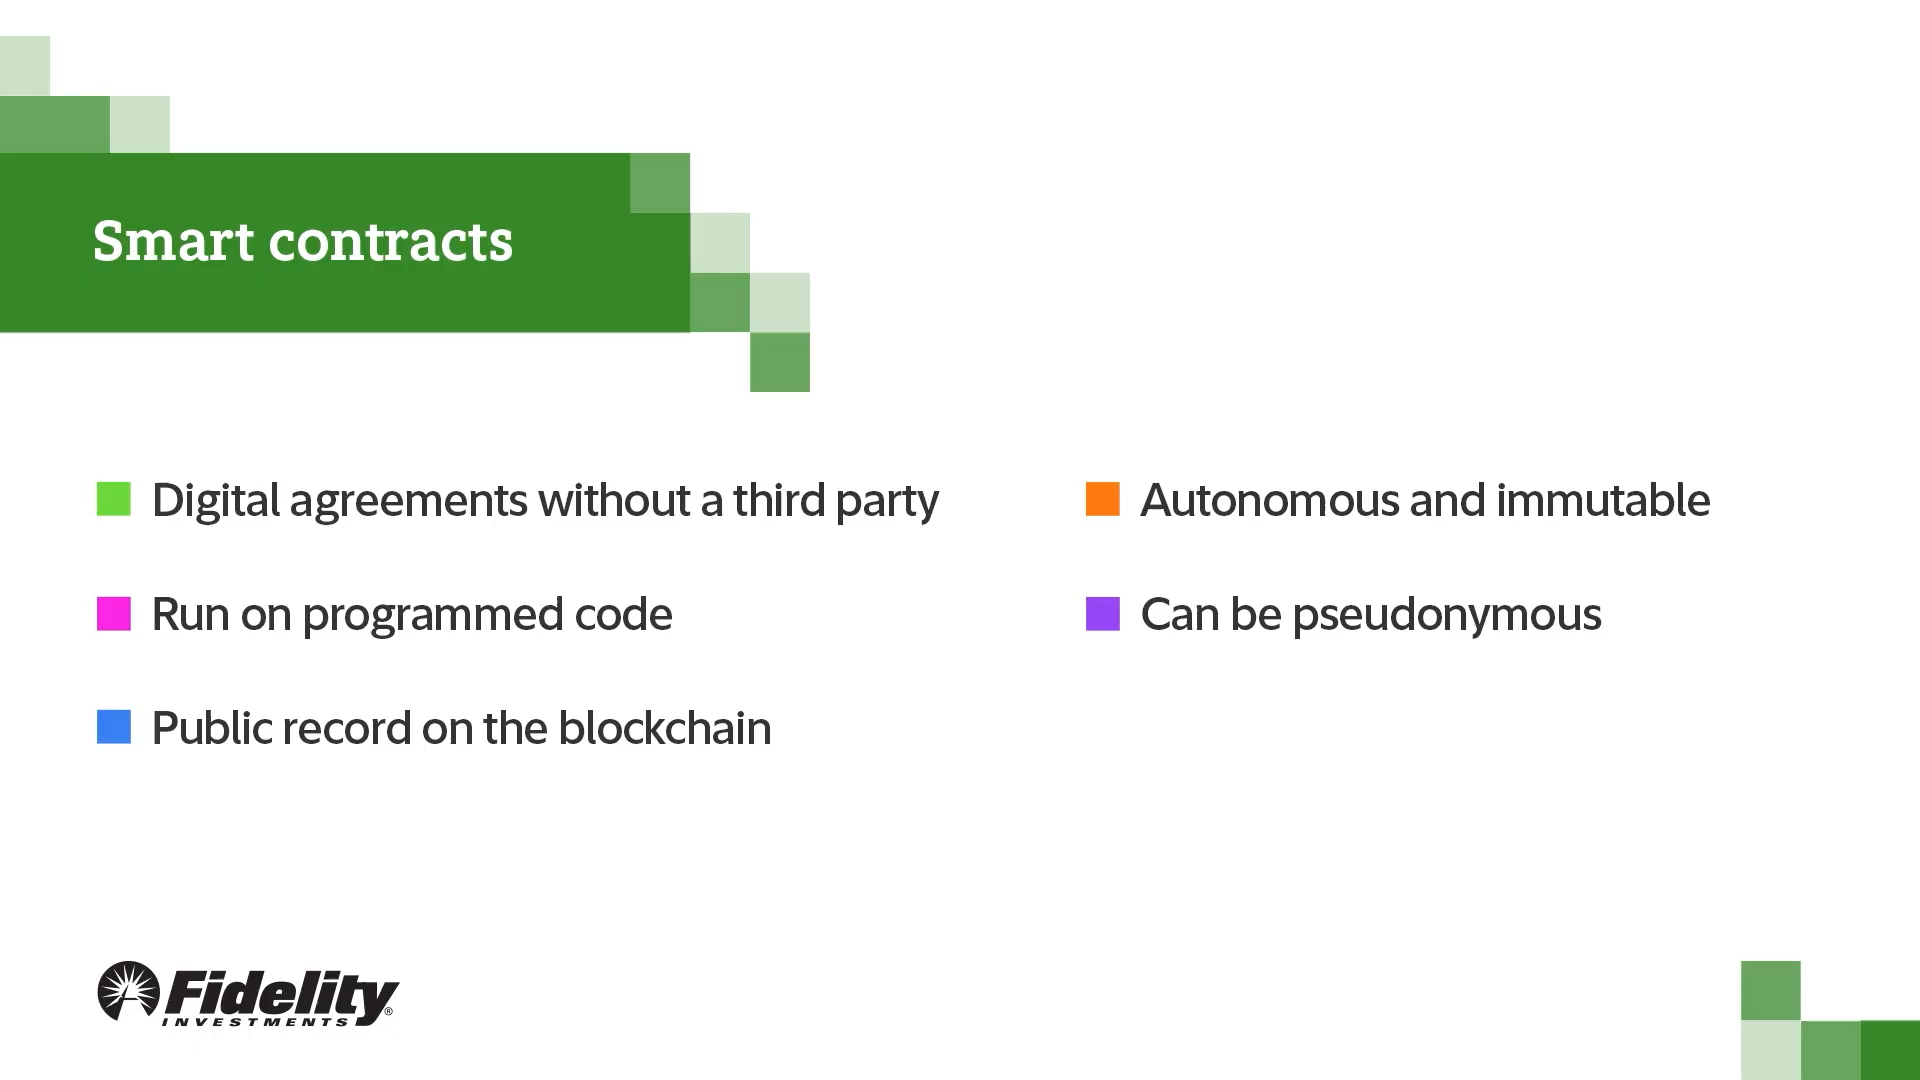 Smart contracts
Digital agreements without a third party
Run on programmed code
Public record on the blockchain
Autonomous and immutable
Can be pseudonymous
Fidelity®
INVESTMENTS